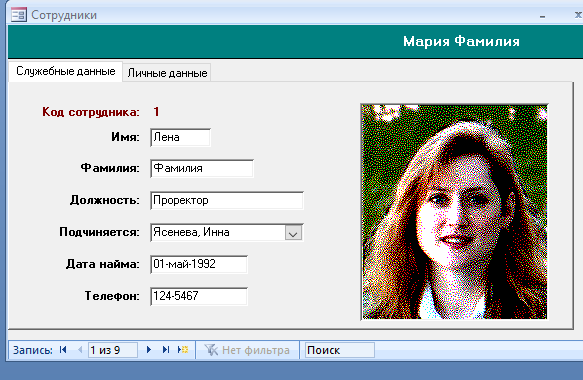 Сотрудники
Мария Фамилия
Служебные данные Личные данные
Код сотрудника: 1
Имя: Лена
Фамилия: Фамилия
Должность: Проректор
Подчиняется: Ясенева, Инна
Дата найма: 01-май-1992
Телефон: 124-5467
Запись: 1 из 9 Нет фильтра Поиск